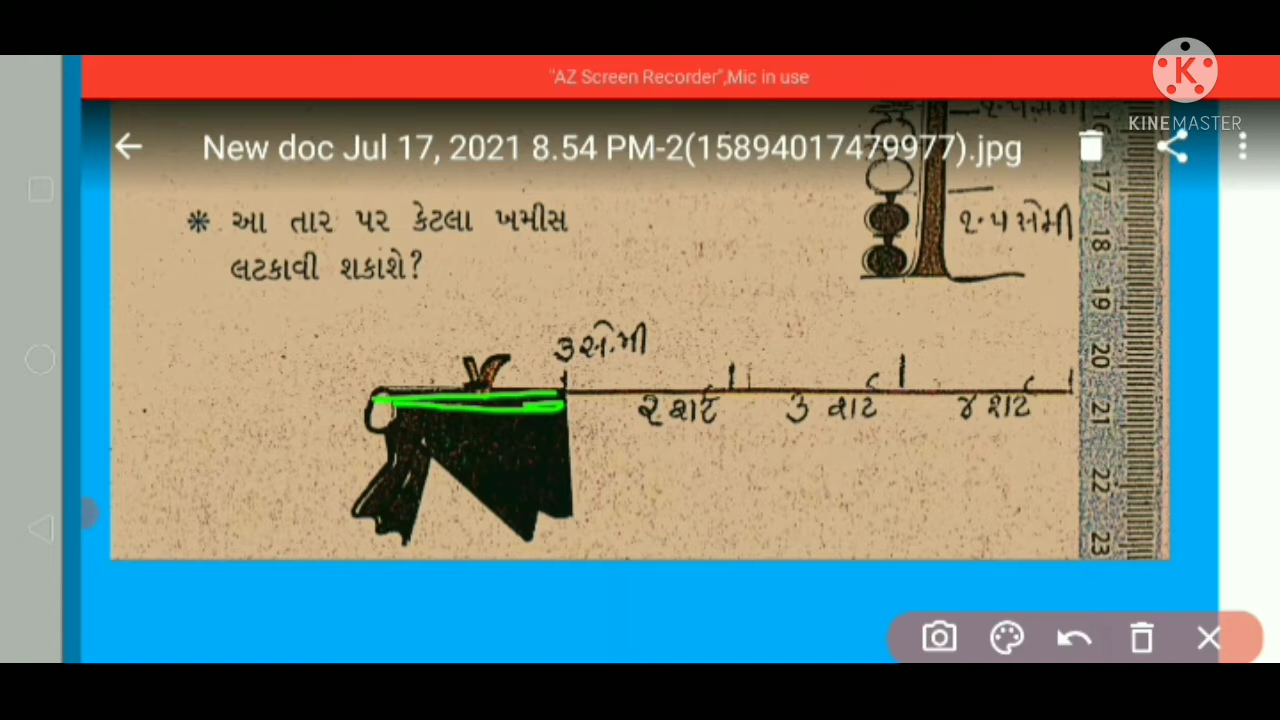 "AZ Screen Recorder",Mic in use
K
KINEMASTER
New doc Jul 17, 2021 8.54 PM-2(15894017479977).jpg
* આ તાર પર કેટલા ખમીસ
લટકાવી શકાશે?
૨.૫ સેમી
૩ સે.મી
૨ શર્ટ ૩ શર્ટ ૪ શર્ટ
16
17
18
19
20
21
22
23